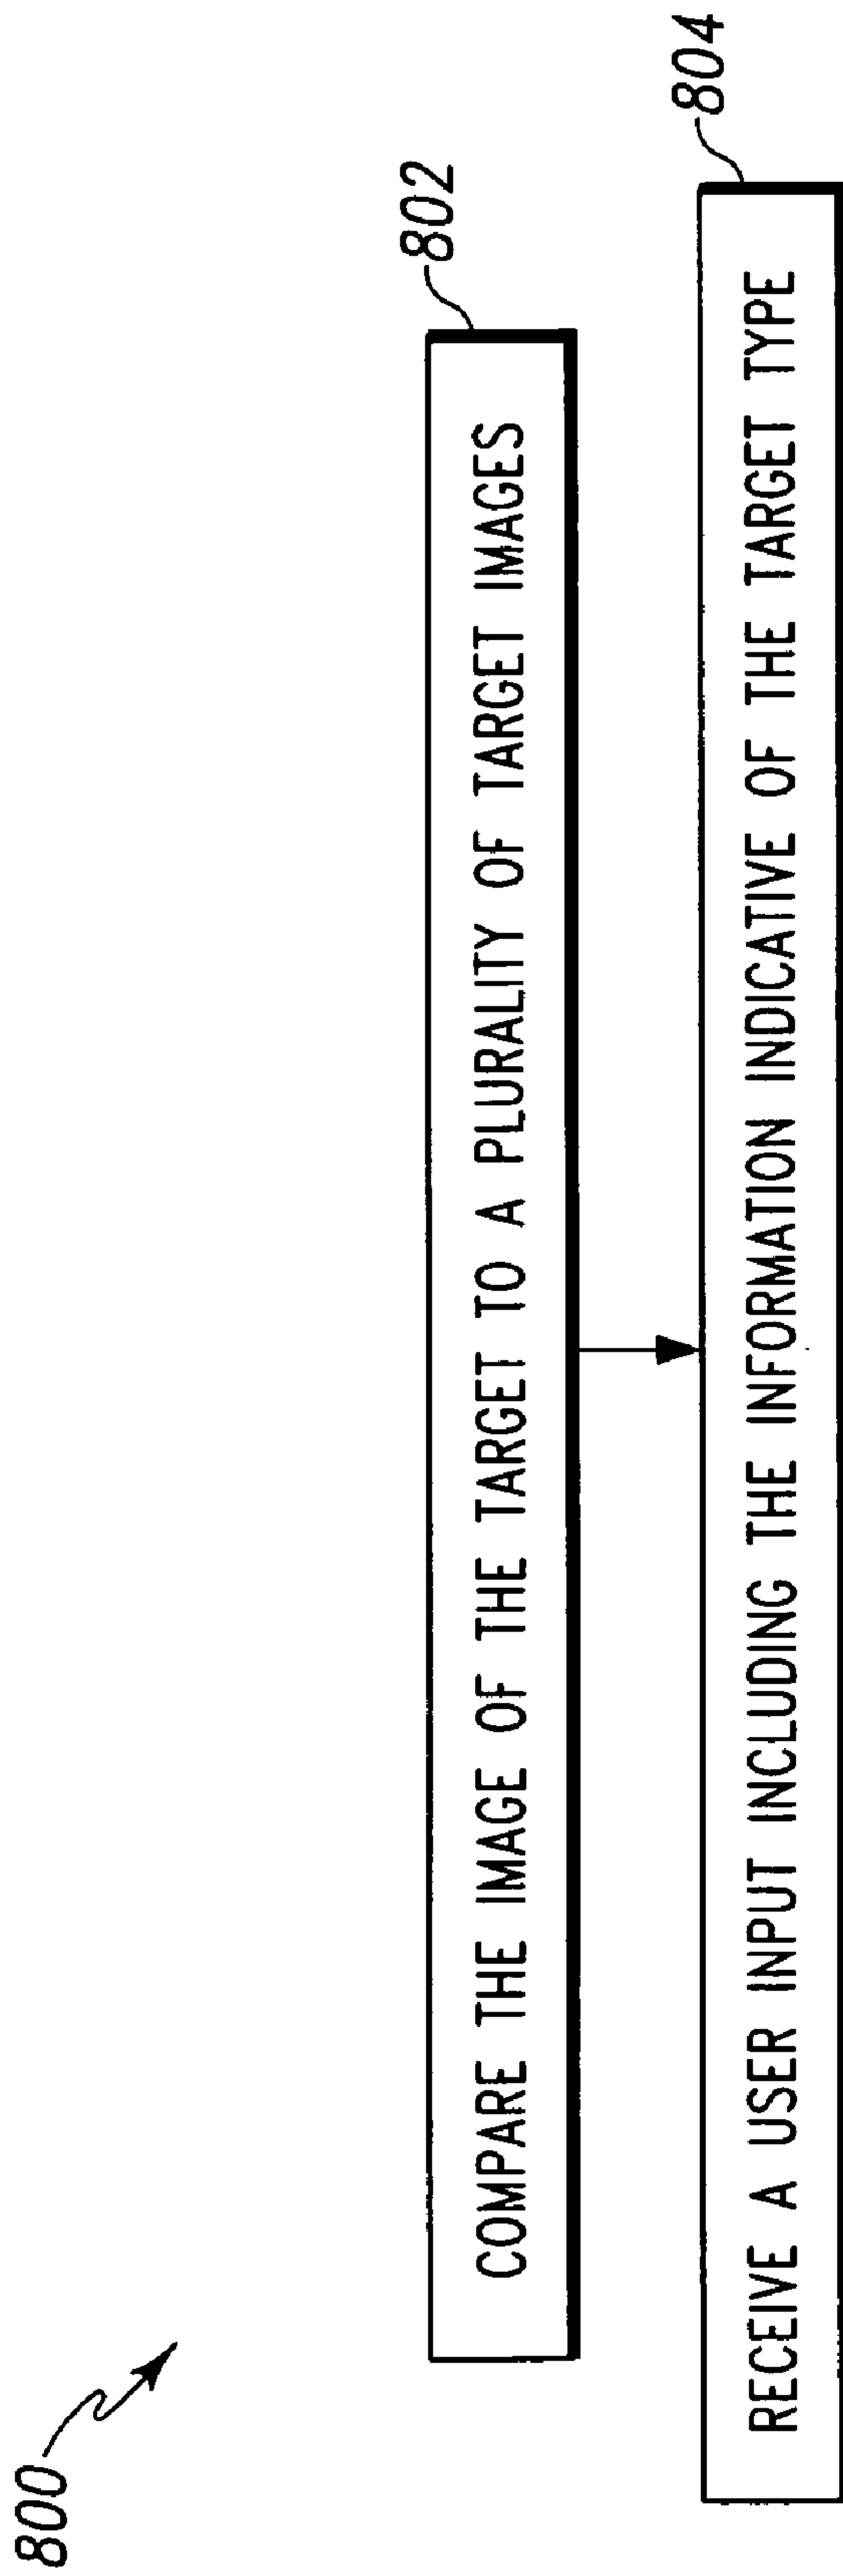 800
COMPARE THE IMAGE OF THE TARGET TO A PLURALITY OF TARGET IMAGES
802
RECEIVE A USER INPUT INCLUDING THE INFORMATION INDICATIVE OF THE TARGET TYPE
804